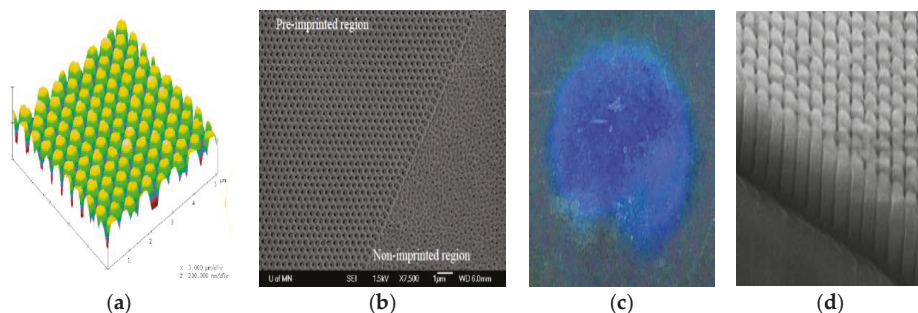 1
2
3
4
5
µm
X 1.000 µm/div
Z 200.000 nm/div
Pre-imprinted region
Non-imprinted region
U of MN SEI 1.5kV X7,500 1µm WD 6.0mm
(a) (b) (c) (d)